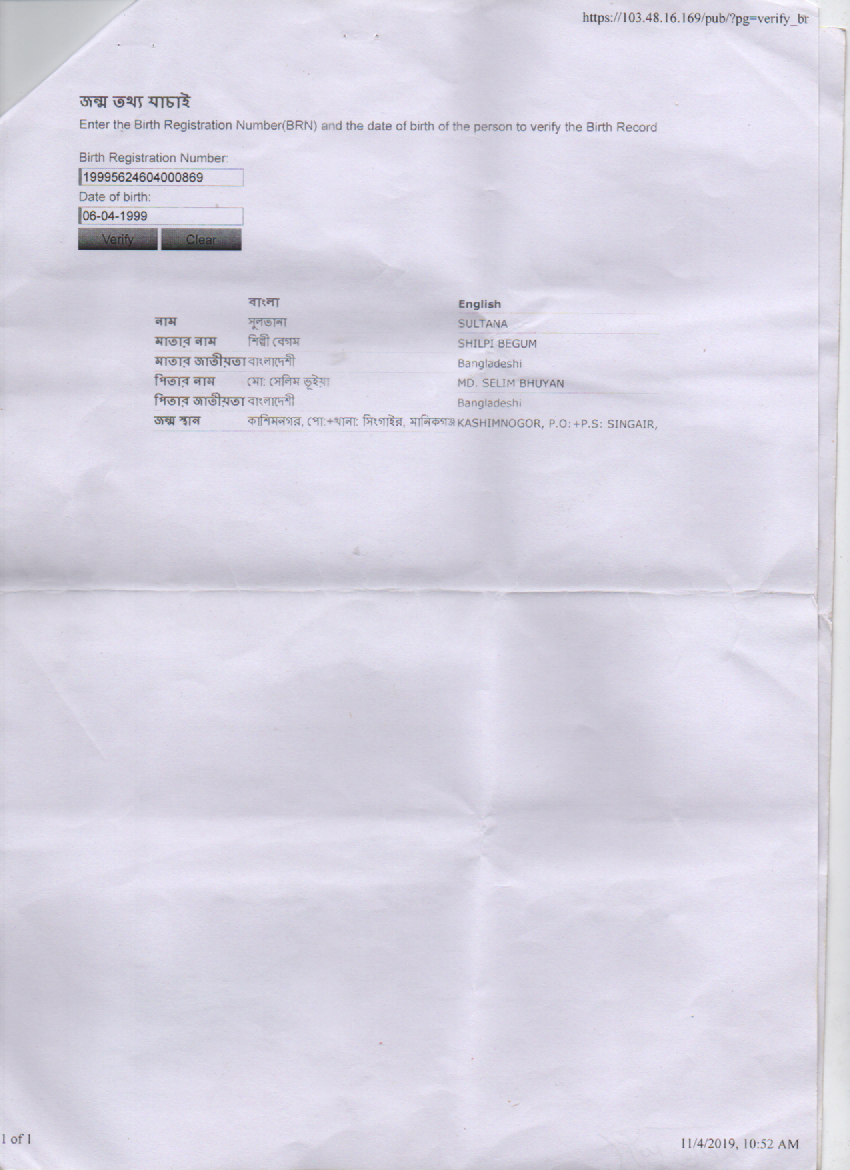 https://103.48.16.169/pub/?pg=verify_br
জন্ম তথ্য যাচাই
Enter the Birth Registration Number(BRN) and the date of birth of the person to verify the Birth Record
Birth Registration Number:
19995624604000869
Date of birth:
06-04-1999
Verify Clear
বাংলা English
নাম সুলতানা SULTANA
মাতার নাম শিল্পী বেগম SHILPI BEGUM
মাতার জাতীয়তা বাংলাদেশী Bangladeshi
পিতার নাম মো: সেলিম ভূইয়া MD. SELIM BHUYAN
পিতার জাতীয়তা বাংলাদেশী Bangladeshi
জন্ম স্থান কাশিমনগর, পো:+থানা: সিংগাইর, মানিকগঞ্জ KASHIMNOGOR, P.O:+P.S: SINGAIR,
1 of 1
11/4/2019, 10:52 AM